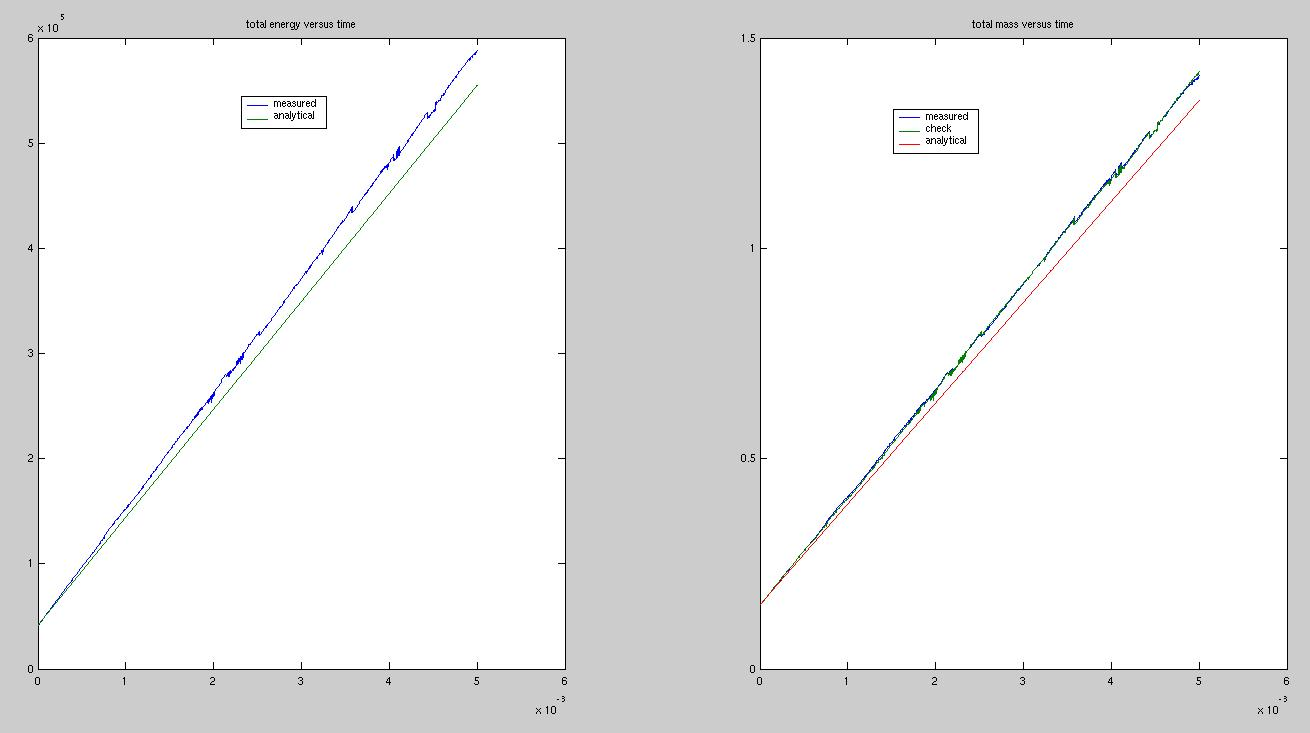 total energy versus time
x 10^5
6
5
4
3
2
1
0
0 1 2 3 4 5 6
x 10^-3
measured
analytical
total mass versus time
1.5
1
0.5
0
0 1 2 3 4 5 6
x 10^-3
measured
check
analytical